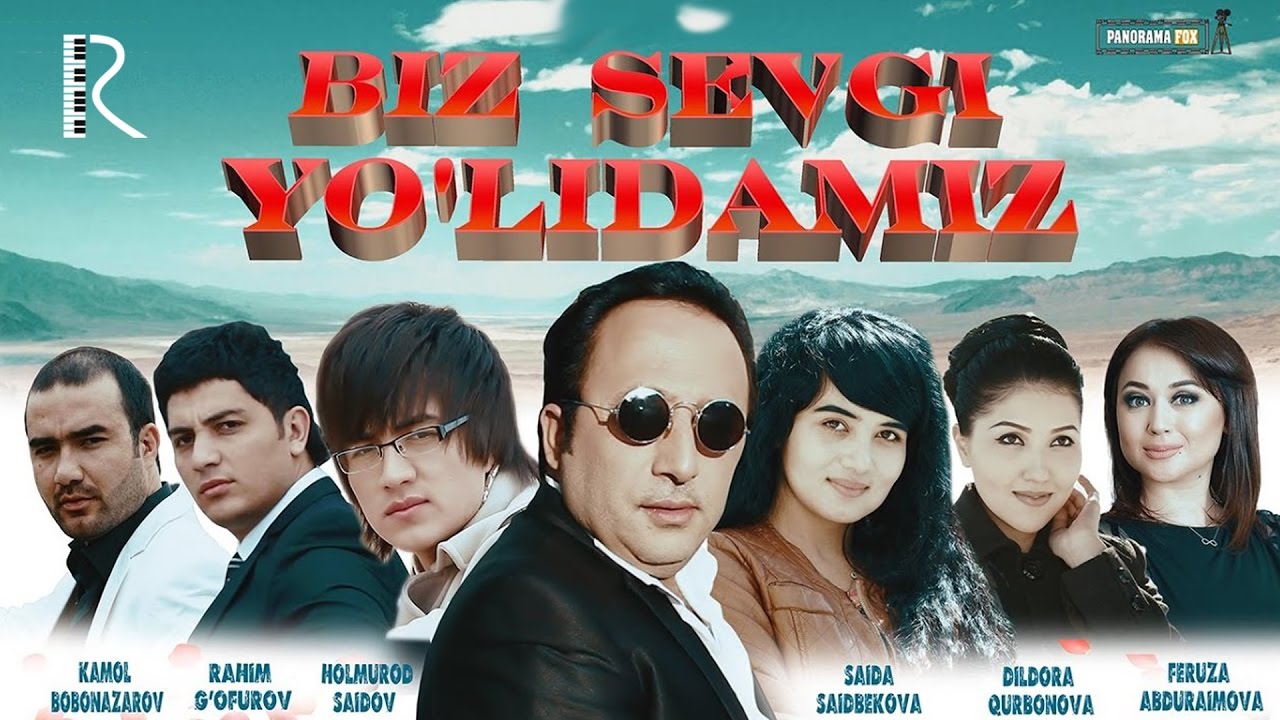 R
PANORAMA FOX
BIZ SEVGI
YO'LIDAMIZ
KAMOL
BOBONAZAROV
RAHIM
G'OFUROV
HOLMUROD
SAIDOV
SAIDA
SAIDBEKOVA
DILDORA
QURBONOVA
FERUZA
ABDURAIMOVA